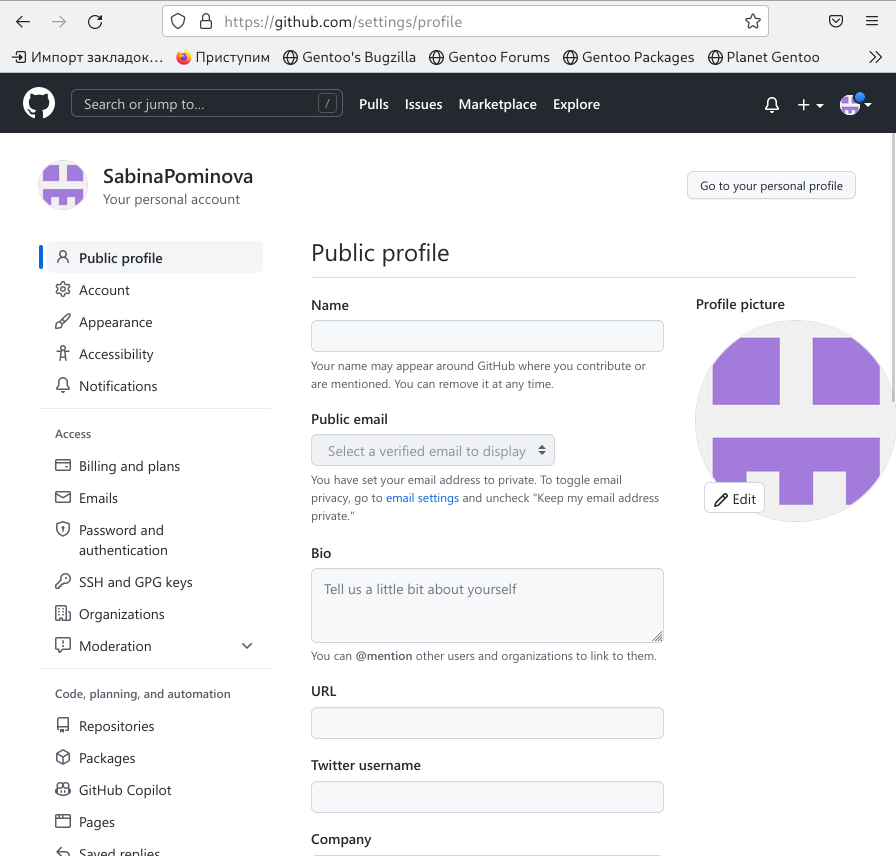 https://github.com/settings/profile
Импорт закладок… Приступим Gentoo's Bugzilla Gentoo Forums Gentoo Packages Planet Gentoo
Search or jump to… / Pulls Issues Marketplace Explore
SabinaPominova
Your personal account
Go to your personal profile
Public profile
Account
Appearance
Accessibility
Notifications
Access
Billing and plans
Emails
Password and
authentication
SSH and GPG keys
Organizations
Moderation
Code, planning, and automation
Repositories
Packages
GitHub Copilot
Pages
Saved replies
Public profile
Name
Your name may appear around GitHub where you contribute or
are mentioned. You can remove it at any time.
Public email
Select a verified email to display
You have set your email address to private. To toggle email
privacy, go to email settings and uncheck "Keep my email address
private."
Bio
Tell us a little bit about yourself
You can @mention other users and organizations to link to them.
URL
Twitter username
Company
Profile picture
Edit